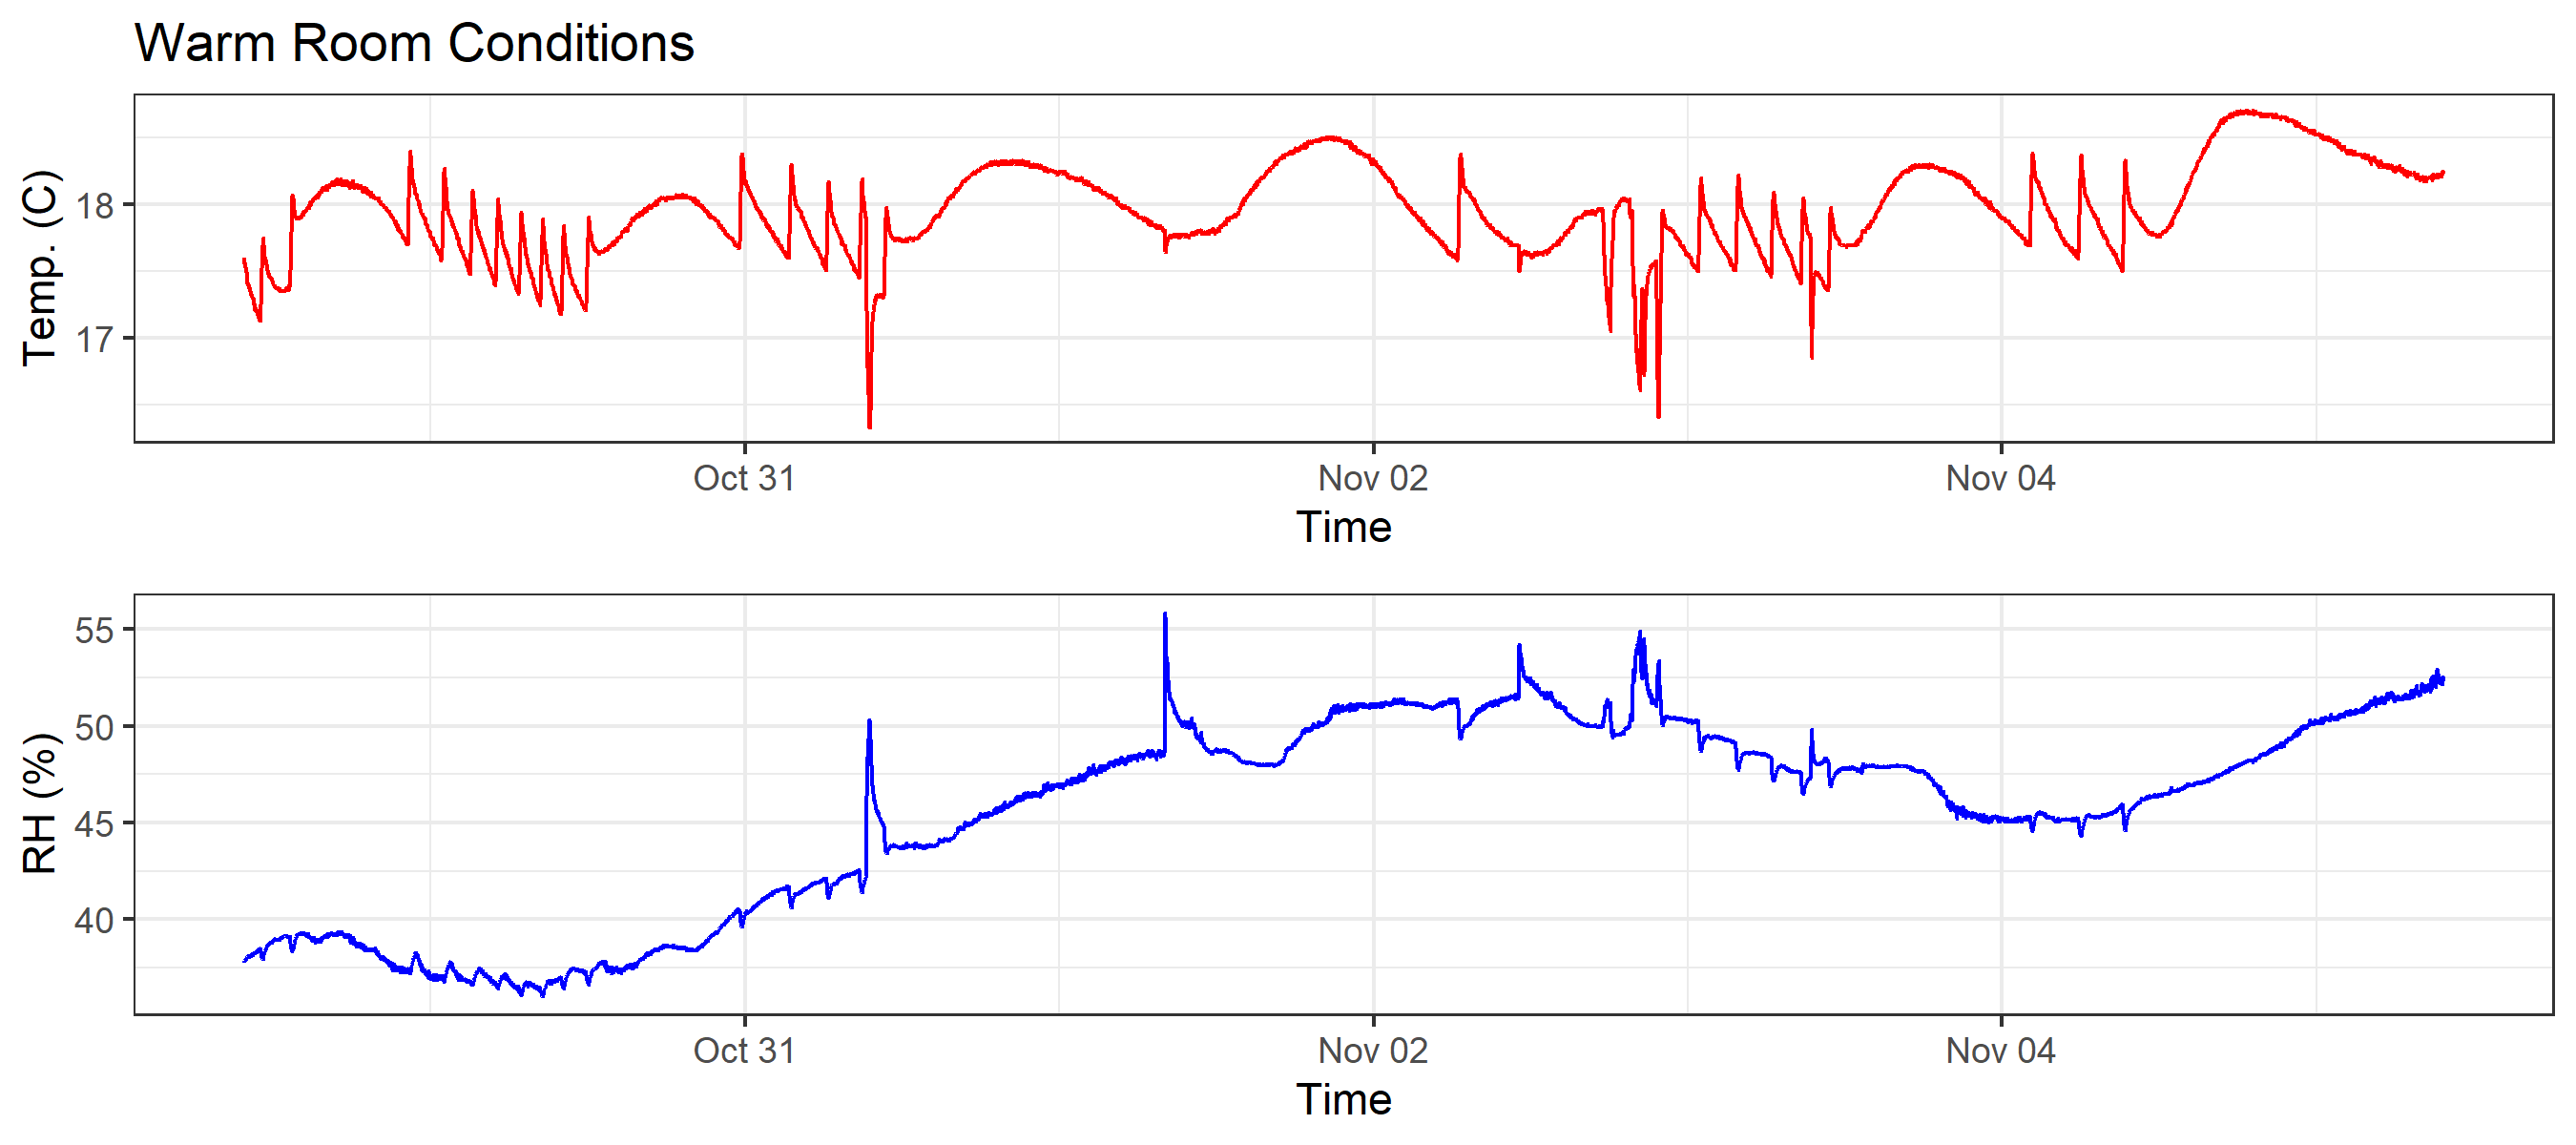 Warm Room Conditions
Temp. (C)
18
17
Oct 31 Nov 02 Nov 04
Time
RH (%)
55
50
45
40
Oct 31 Nov 02 Nov 04
Time